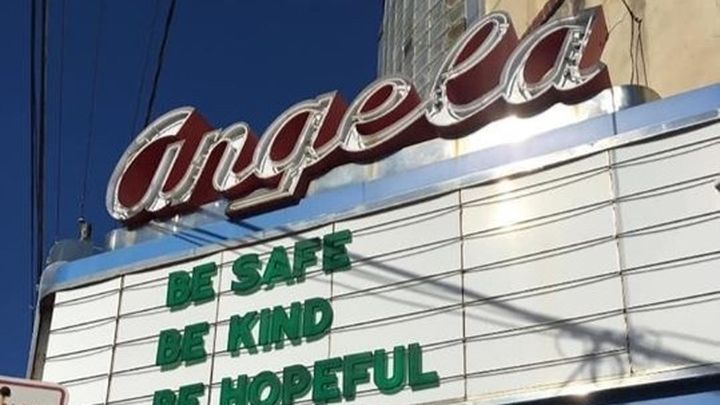 Angela
BE SAFE
BE KIND
BE HOPEFUL